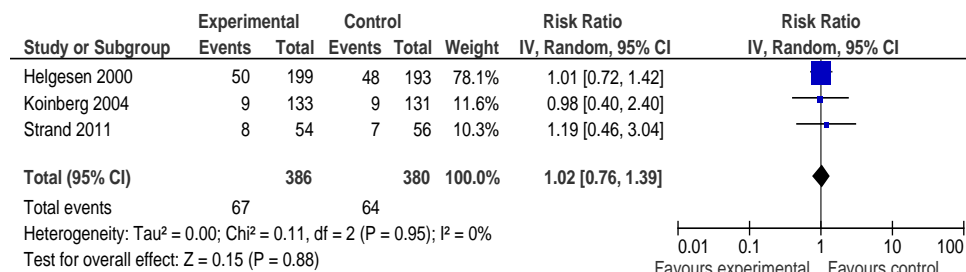 Experimental Control Risk Ratio Risk Ratio
Study or Subgroup Events Total Events Total Weight IV, Random, 95% CI IV, Random, 95% CI
Helgesen 2000 50 199 48 193 78.1% 1.01 [0.72, 1.42]
Koinberg 2004 9 133 9 131 11.6% 0.98 [0.40, 2.40]
Strand 2011 8 54 7 56 10.3% 1.19 [0.46, 3.04]
Total (95% CI) 386 380 100.0% 1.02 [0.76, 1.39]
Total events 67 64
Heterogeneity: Tau² = 0.00; Chi² = 0.11, df = 2 (P = 0.95); I² = 0%
Test for overall effect: Z = 0.15 (P = 0.88)
0.01 0.1 1 10 100
Favours experimental Favours control